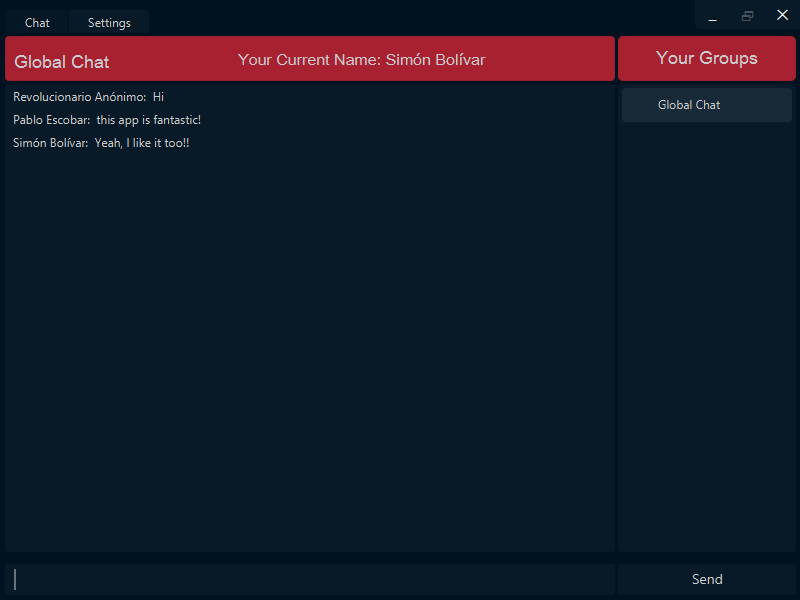 Chat Settings
Global Chat Your Current Name: Simón Bolívar Your Groups
Revolucionario Anónimo: Hi
Global Chat
Pablo Escobar: this app is fantastic!
Simón Bolívar: Yeah, I like it too!!
Send